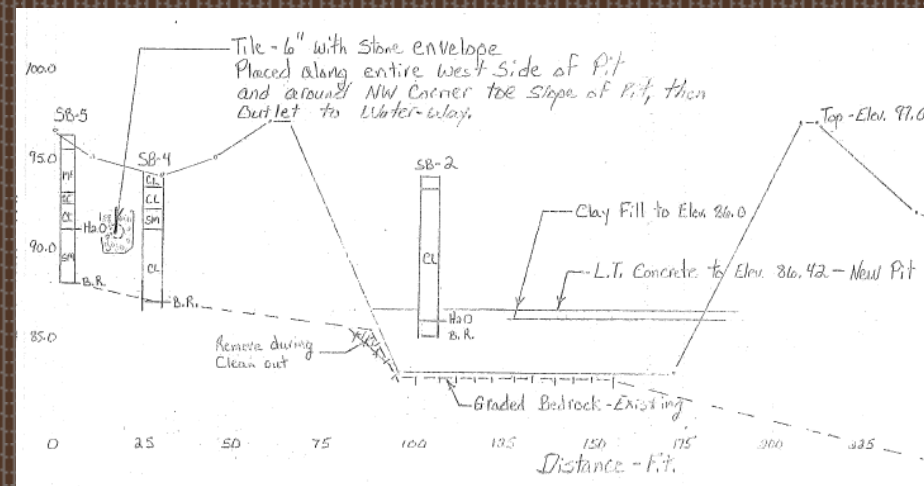 Tile - 6" with Stone envelope
Placed along entire West Side of Pit
and around NW Corner toe Slope of Pit, then
Outlet to Water-way.
100.0
SB-5
95.0
SB-4
SB-2
Top - Elev. 97.0
ML
SC
CL
H2O
SM
B.R.
CL
CL
SM
CL
B.R.
90.0
CL
H2O
B.R.
Clay Fill to Elev. 86.0
L.T. Concrete to Elev. 86.42 - New Pit
85.0
Remove during
Clean out
Graded Bedrock - Existing
0 25 50 75 100 125 150 175 200 225
Distance - Ft.